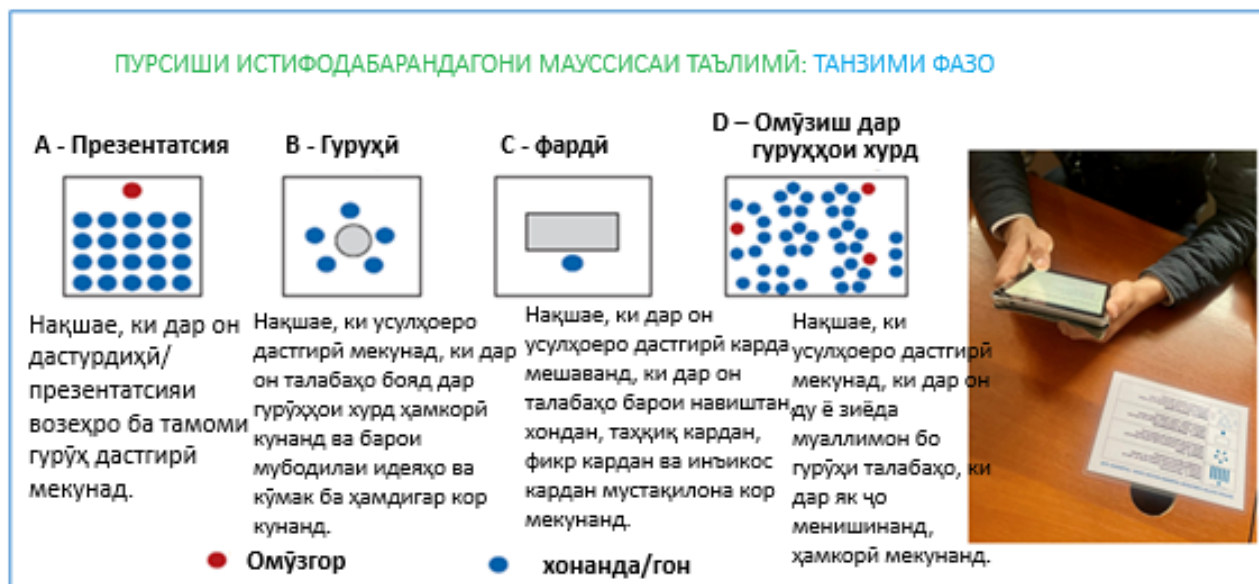 ПУРСИШИ ИСТИФОДАБАРАНДАГОНИ МАУССИСАИ ТАЪЛИМӢ: ТАНЗИМИ ФАЗО
A - Презентатсия
Нақшае, ки дар он
дастурдиҳӣ/
презентатсияи
возеҳро ба тамоми
гурӯҳ дастгирӣ
мекунад.
B - Гуруҳӣ
Нақшае, ки усулҳоеро
дастгирӣ мекунад, ки дар
он талабаҳо бояд дар
гурӯҳҳои хурд ҳамкорӣ
кунанд ва барои
мубодилаи идеяҳо ва
кӯмак ба ҳамдигар кор
кунанд.
C - фардӣ
Нақшае, ки дар он
усулҳоеро дастгирӣ карда
мешаванд, ки дар он
талабаҳо барои навиштан,
хондан, таҳқиқ кардан,
фикр кардан ва инъикос
кардан мустақилона кор
мекунанд.
D – Омӯзиш дар
гуруҳҳои хурд
Нақшае, ки
усулҳоеро дастгирӣ
мекунад, ки дар он
ду ё зиёда
муаллимон бо
гурӯҳи талабаҳо, ки
дар як ҷо
менишинанд,
ҳамкорӣ мекунанд.
Омӯзгор
хонанда/гон